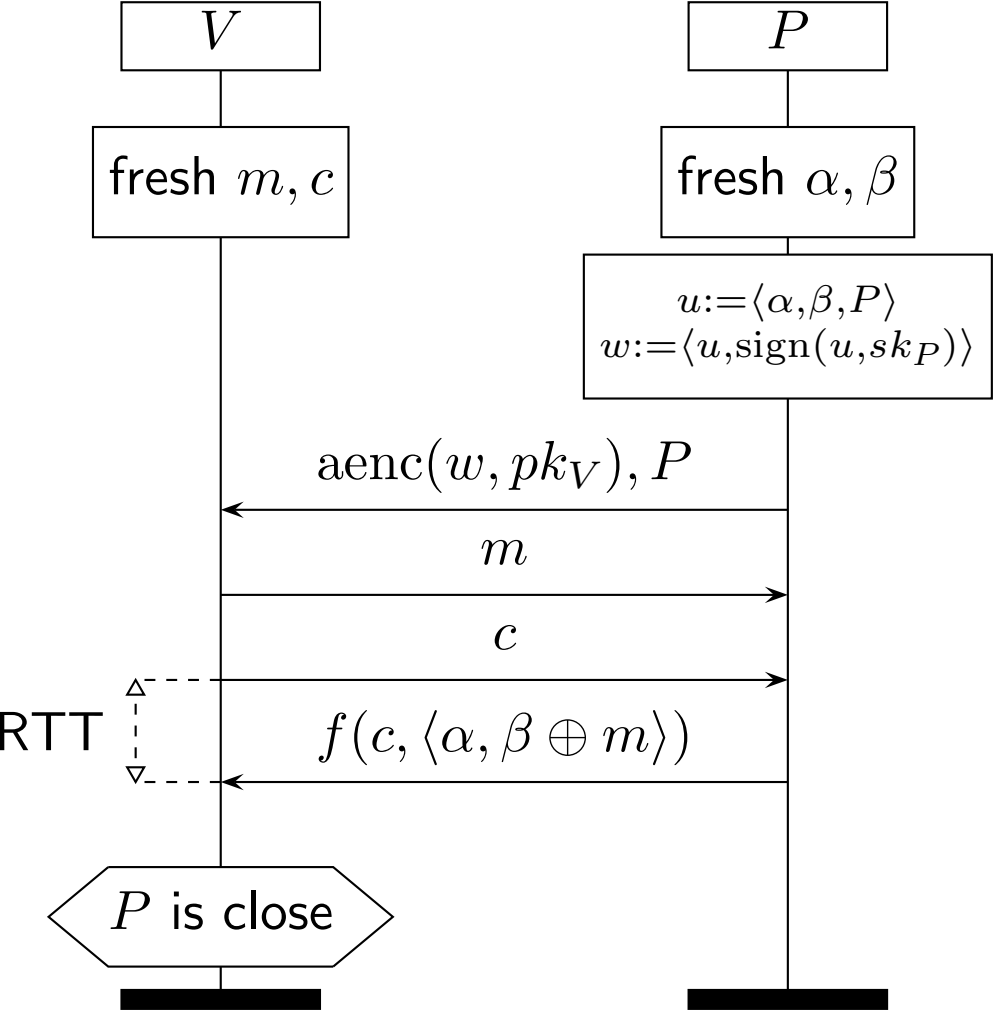 V
P
fresh m, c
fresh α, β
u:=⟨α,β,P⟩
w:=⟨u,sign(u,sk_P)⟩
aenc(w, pk_V), P
m
c
RTT
f(c, ⟨α, β ⊕ m⟩)
P is close